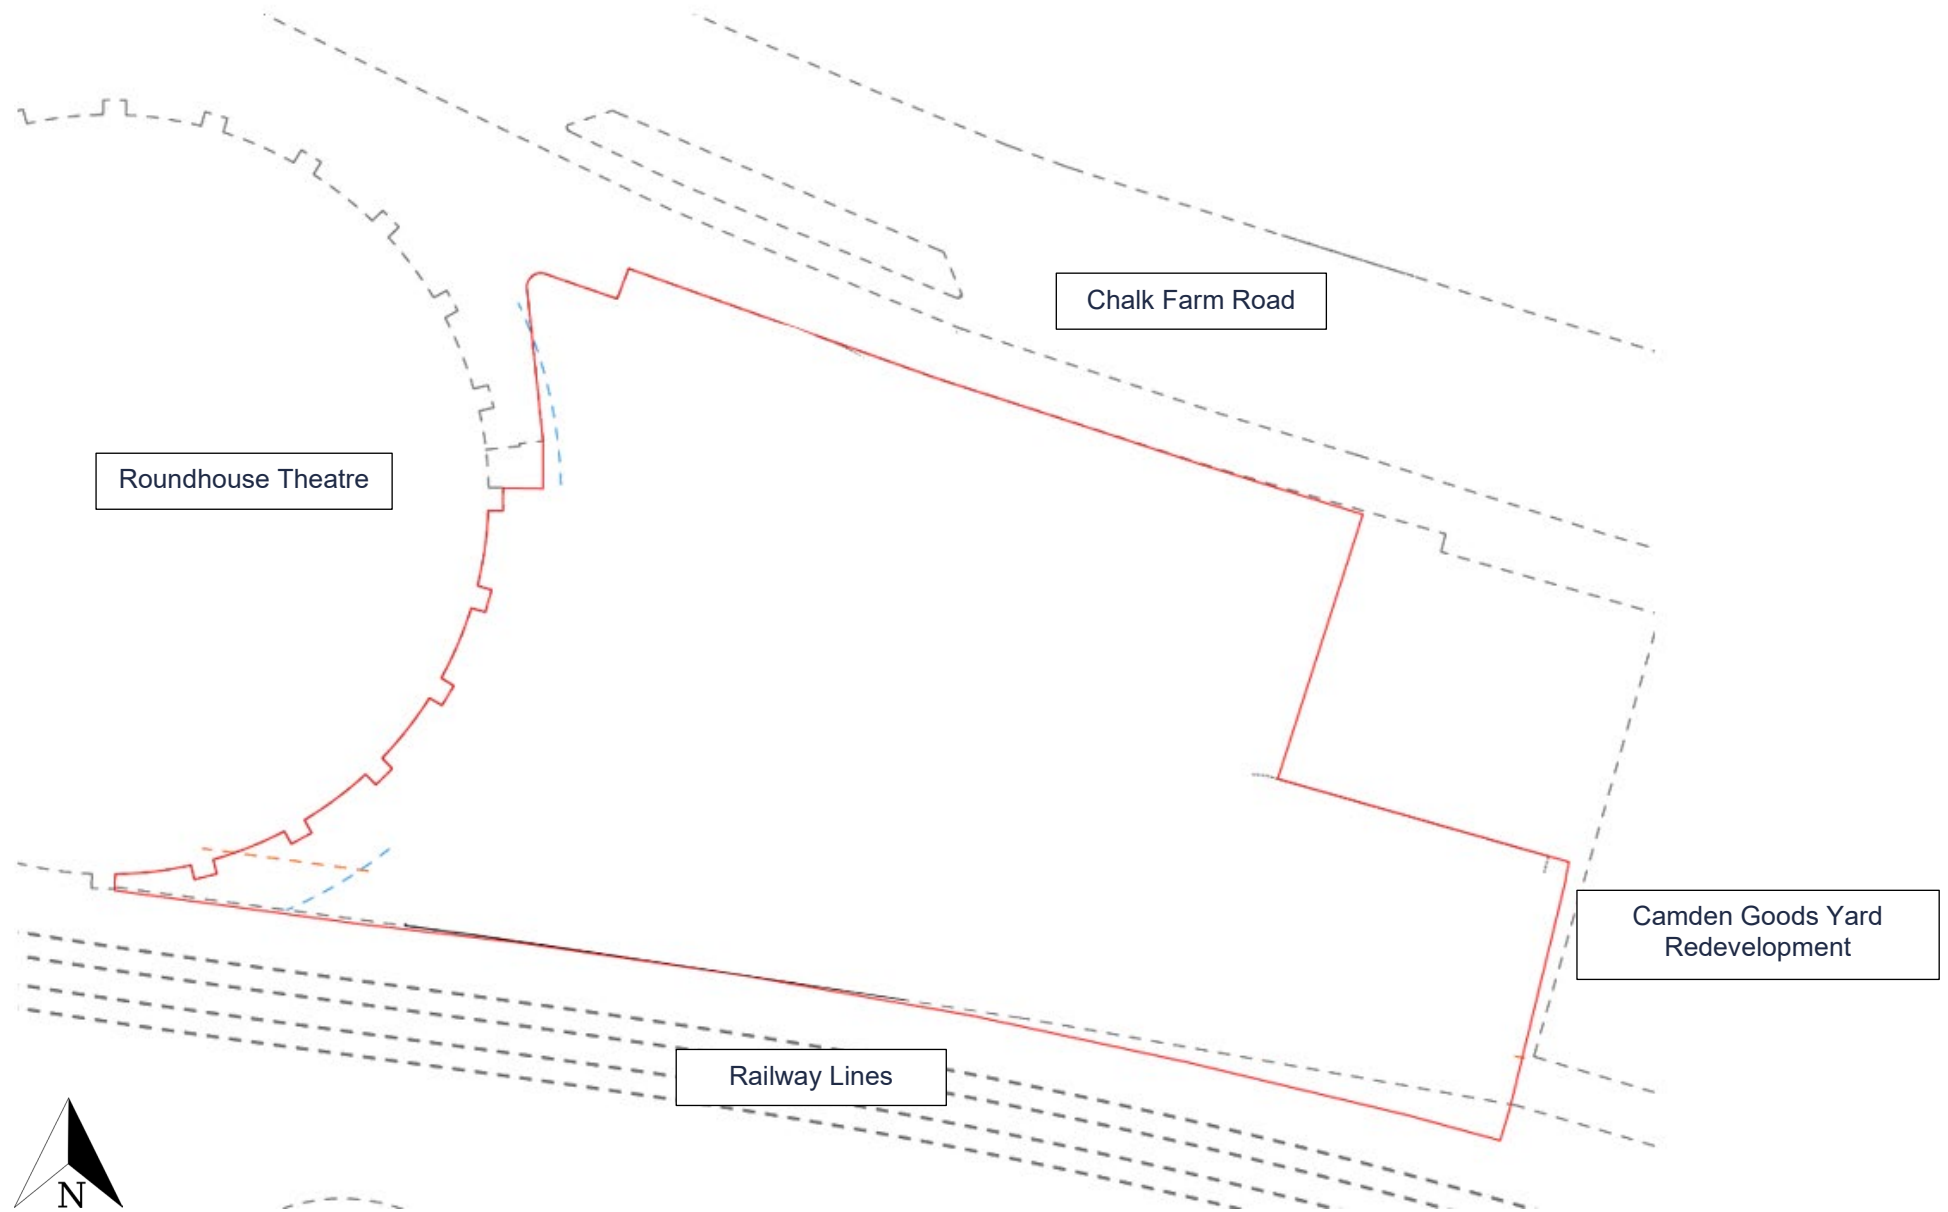 Chalk Farm Road
Roundhouse Theatre
Camden Goods Yard
Redevelopment
Railway Lines
N